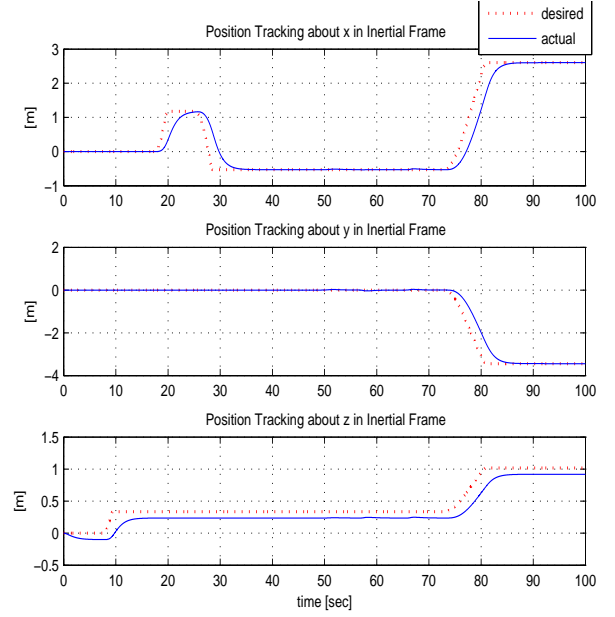 Position Tracking about x in Inertial Frame
desired
actual
3
2
1
0
−1
[m]
0 10 20 30 40 50 60 70 80 90 100
Position Tracking about y in Inertial Frame
2
0
−2
−4
[m]
0 10 20 30 40 50 60 70 80 90 100
Position Tracking about z in Inertial Frame
1.5
1
0.5
0
−0.5
[m]
0 10 20 30 40 50 60 70 80 90 100
time [sec]